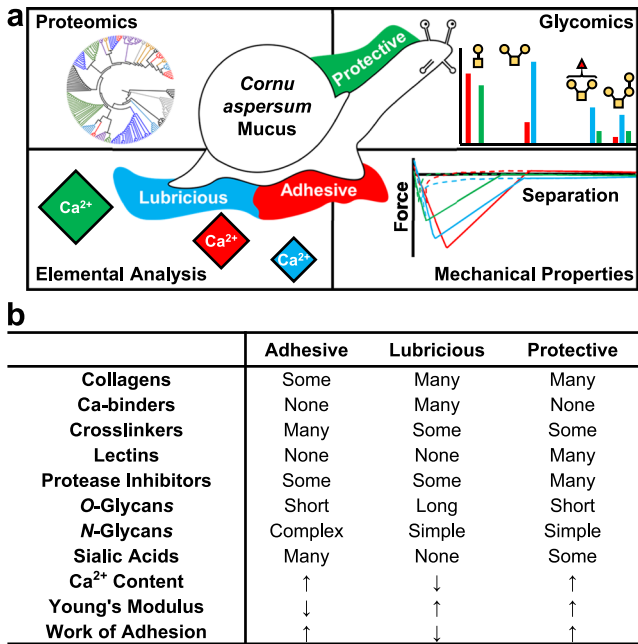 a
Proteomics
Glycomics
Protective
Cornu
aspersum
Mucus
Lubricious
Adhesive
Ca²⁺
Ca²⁺
Ca²⁺
Elemental Analysis
Force
Separation
Mechanical Properties
b
Adhesive Lubricious Protective
Collagens Some Many Many
Ca-binders None Many None
Crosslinkers Many Some Some
Lectins None None Many
Protease Inhibitors Some Some Many
O-Glycans Short Long Short
N-Glycans Complex Simple Simple
Sialic Acids Many None Some
Ca²⁺ Content ↑ ↓ ↑
Young's Modulus ↓ ↑ ↑
Work of Adhesion ↑ ↓ ↑